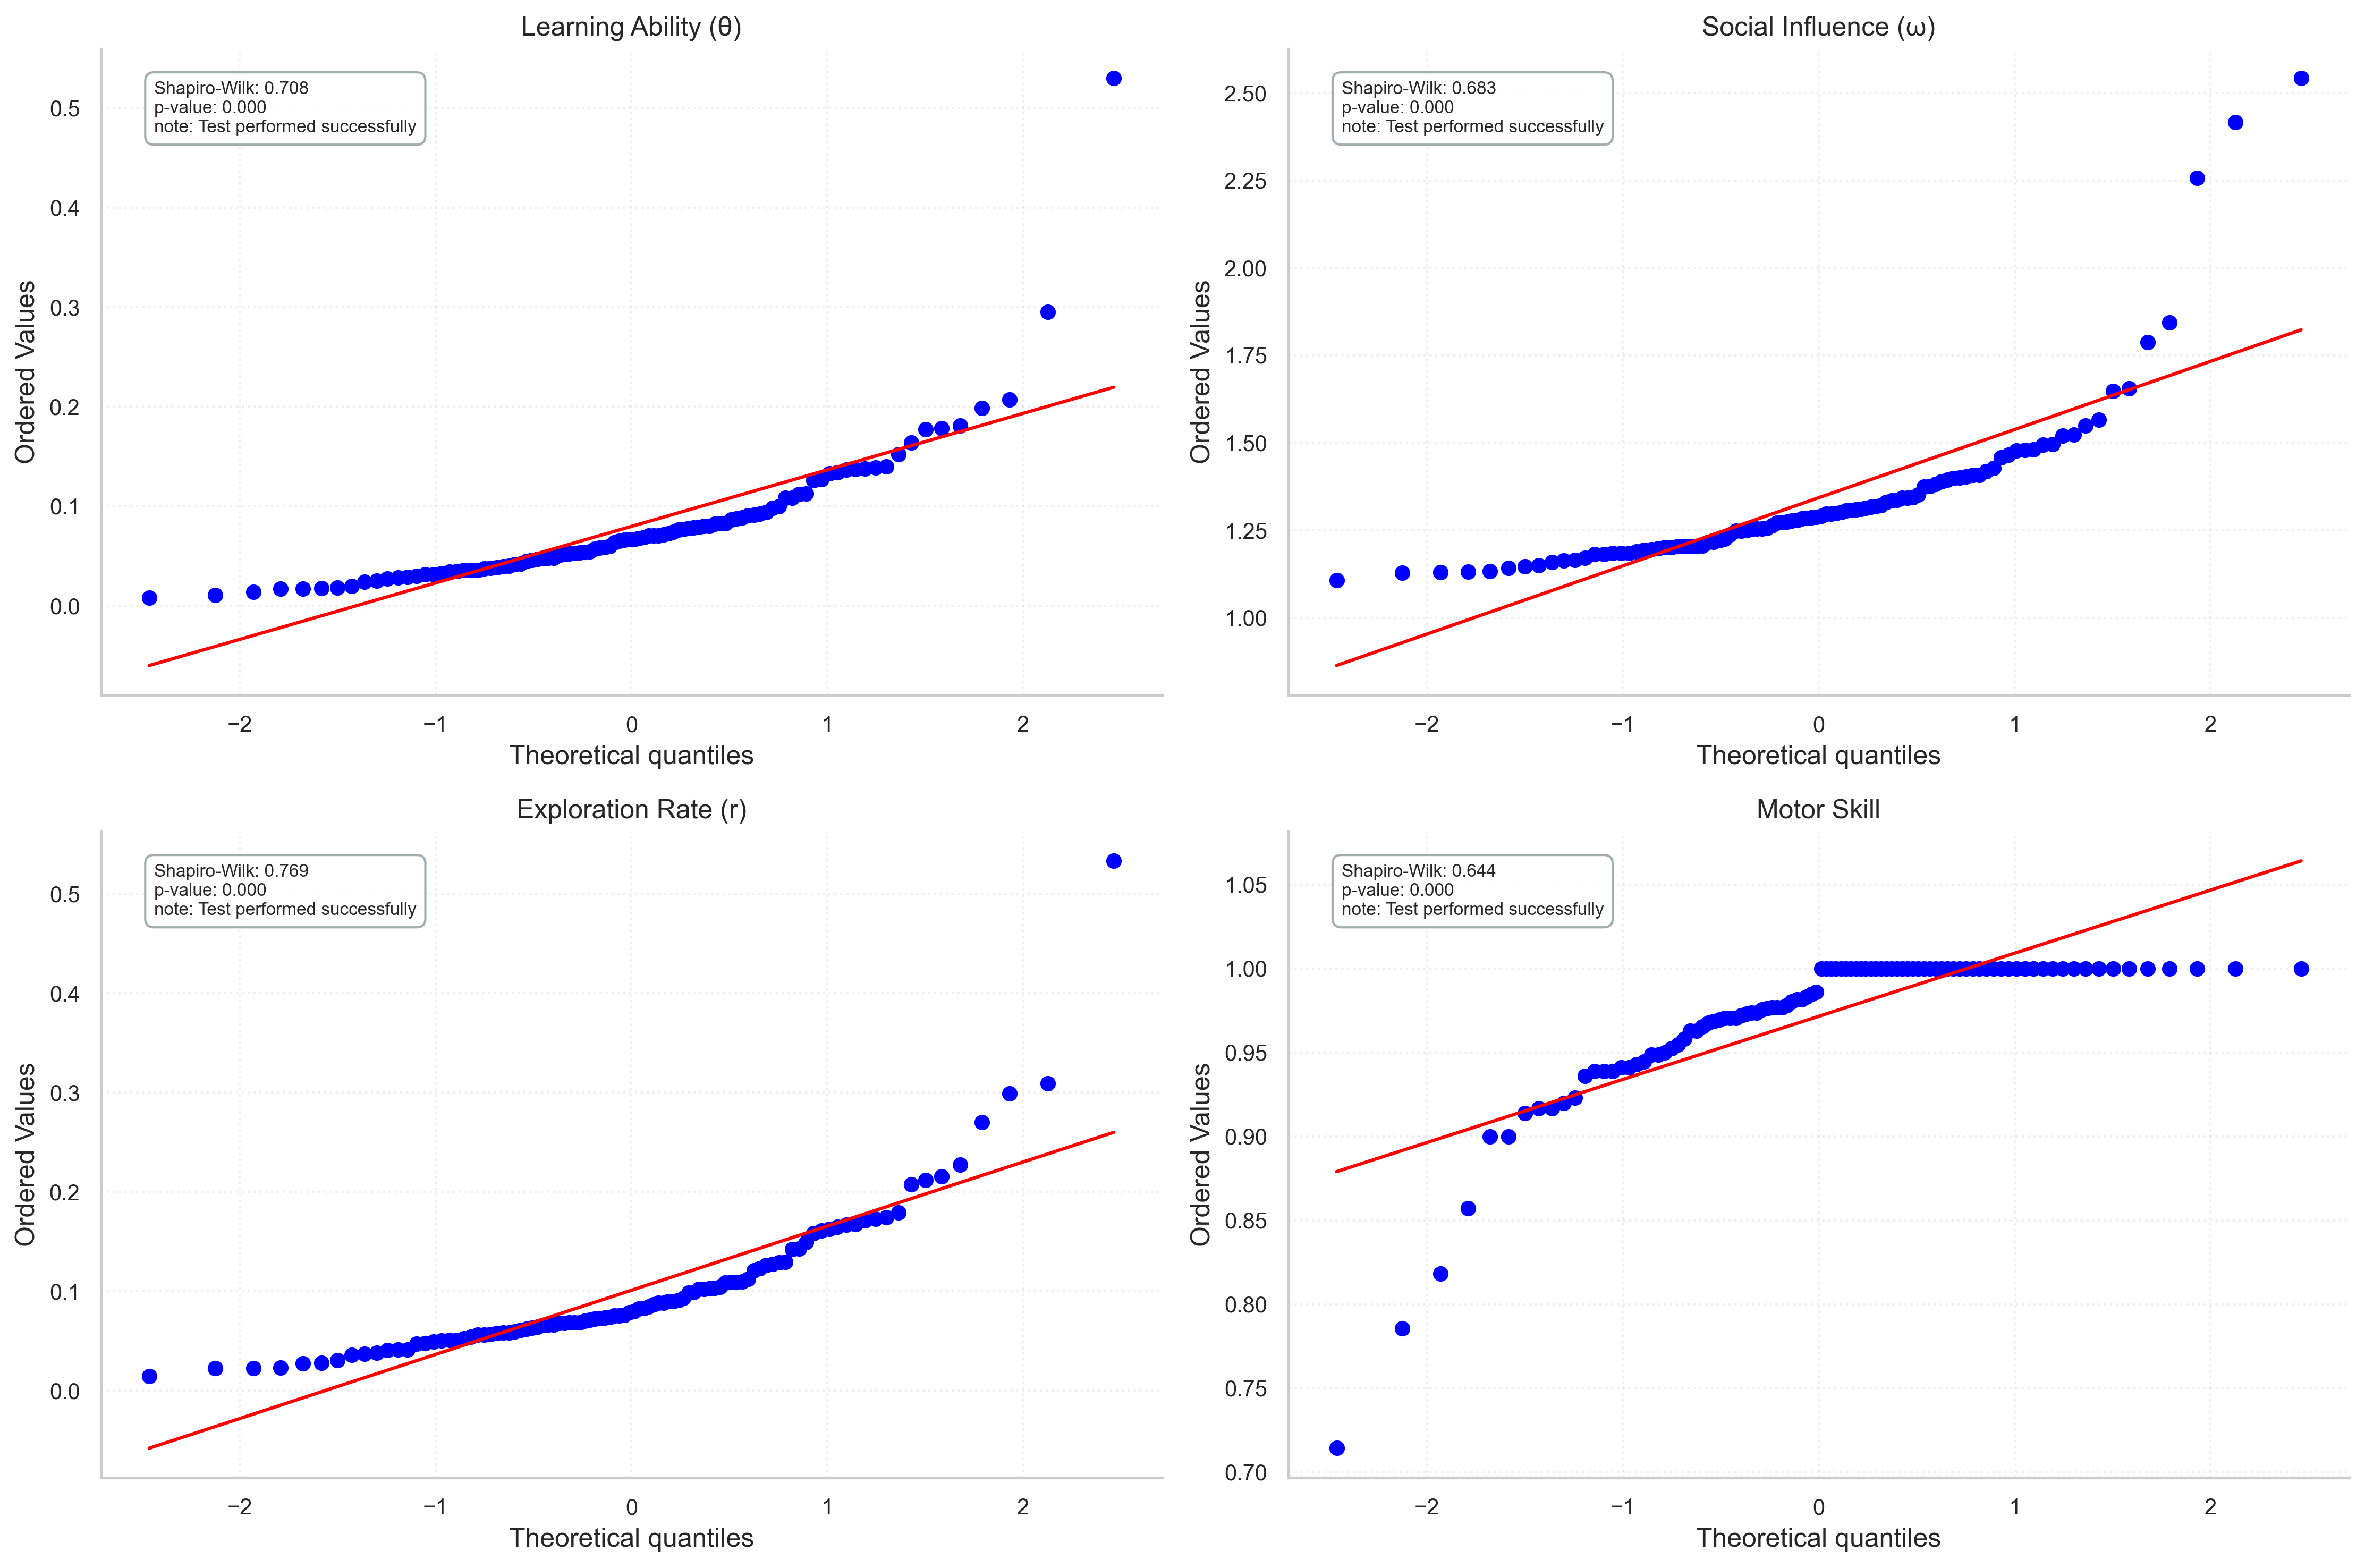 Learning Ability (θ)
Shapiro-Wilk: 0.708
p-value: 0.000
note: Test performed successfully
Ordered Values
0.5
0.4
0.3
0.2
0.1
0.0
−2
−1
0
1
2
Theoretical quantiles
Social Influence (ω)
Shapiro-Wilk: 0.683
p-value: 0.000
note: Test performed successfully
Ordered Values
2.50
2.25
2.00
1.75
1.50
1.25
1.00
−2
−1
0
1
2
Theoretical quantiles
Exploration Rate (r)
Shapiro-Wilk: 0.769
p-value: 0.000
note: Test performed successfully
Ordered Values
0.5
0.4
0.3
0.2
0.1
0.0
−2
−1
0
1
2
Theoretical quantiles
Motor Skill
Shapiro-Wilk: 0.644
p-value: 0.000
note: Test performed successfully
Ordered Values
1.05
1.00
0.95
0.90
0.85
0.80
0.75
0.70
−2
−1
0
1
2
Theoretical quantiles